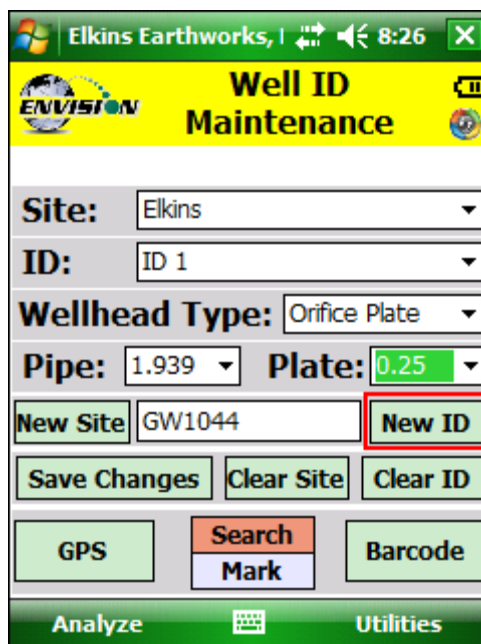 Elkins Earthworks, I 8:26
ENVISION
Well ID
Maintenance
Site: Elkins
ID: ID 1
Wellhead Type: Orifice Plate
Pipe: 1.939 Plate: 0.25
New Site GW1044 New ID
Save Changes Clear Site Clear ID
GPS Search Mark Barcode
Analyze Utilities